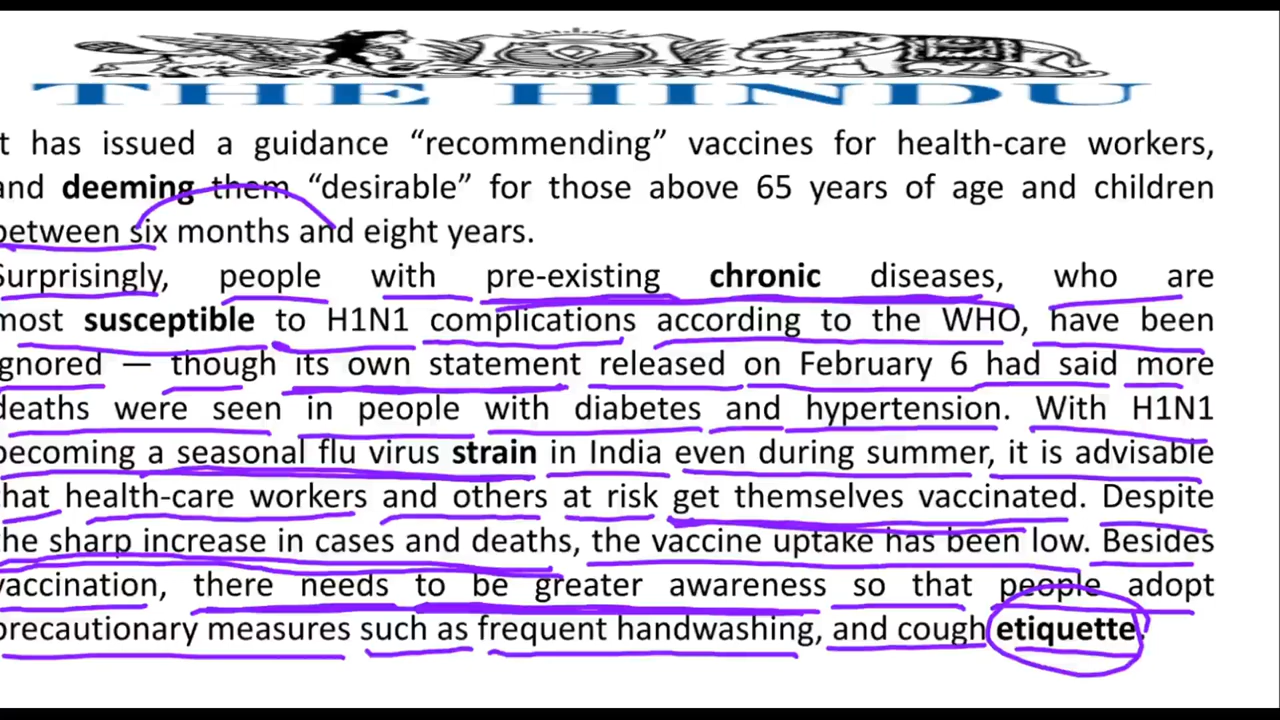 THE HINDU
t has issued a guidance “recommending” vaccines for health-care workers,
and deeming them “desirable” for those above 65 years of age and children
between six months and eight years.
Surprisingly, people with pre-existing chronic diseases, who are
most susceptible to H1N1 complications according to the WHO, have been
gnored — though its own statement released on February 6 had said more
deaths were seen in people with diabetes and hypertension. With H1N1
becoming a seasonal flu virus strain in India even during summer, it is advisable
that health-care workers and others at risk get themselves vaccinated. Despite
he sharp increase in cases and deaths, the vaccine uptake has been low. Besides
vaccination, there needs to be greater awareness so that people adopt
precautionary measures such as frequent handwashing, and cough etiquette.